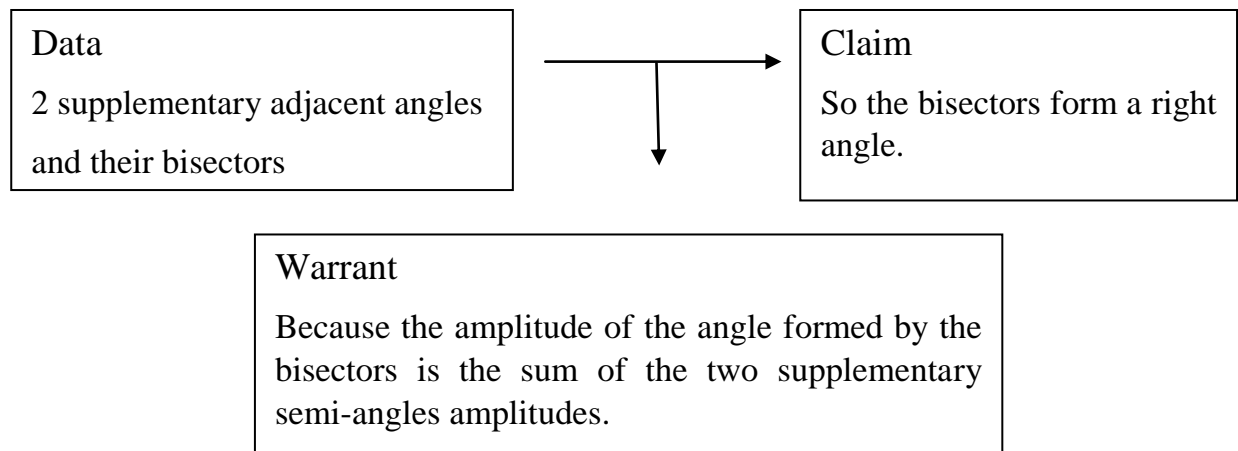 Data
2 supplementary adjacent angles
and their bisectors
Claim
So the bisectors form a right
angle.
Warrant
Because the amplitude of the angle formed by the
bisectors is the sum of the two supplementary
semi-angles amplitudes.